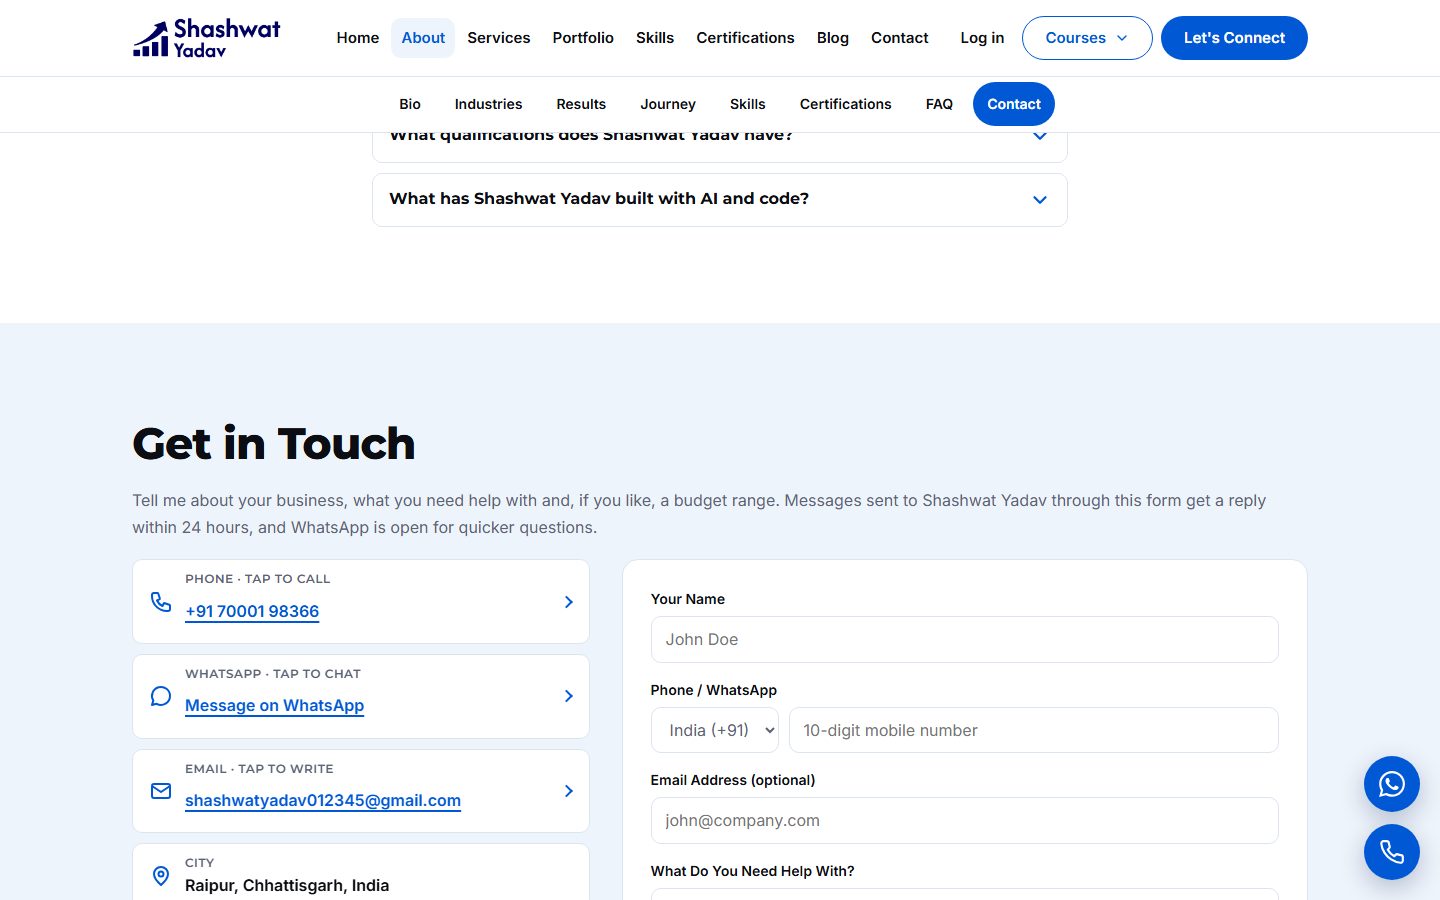 Shashwat
Yadav
Home About Services Portfolio Skills Certifications Blog Contact Log in Courses Let's Connect
Bio Industries Results Journey Skills Certifications FAQ Contact
What qualifications does Shashwat Yadav have?
What has Shashwat Yadav built with AI and code?
Get in Touch
Tell me about your business, what you need help with and, if you like, a budget range. Messages sent to Shashwat Yadav through this form get a reply
within 24 hours, and WhatsApp is open for quicker questions.
PHONE · TAP TO CALL
+91 70001 98366
WHATSAPP · TAP TO CHAT
Message on WhatsApp
EMAIL · TAP TO WRITE
shashwatyadav012345@gmail.com
CITY
Raipur, Chhattisgarh, India
Your Name
John Doe
Phone / WhatsApp
India (+91) 10-digit mobile number
Email Address (optional)
john@company.com
What Do You Need Help With?